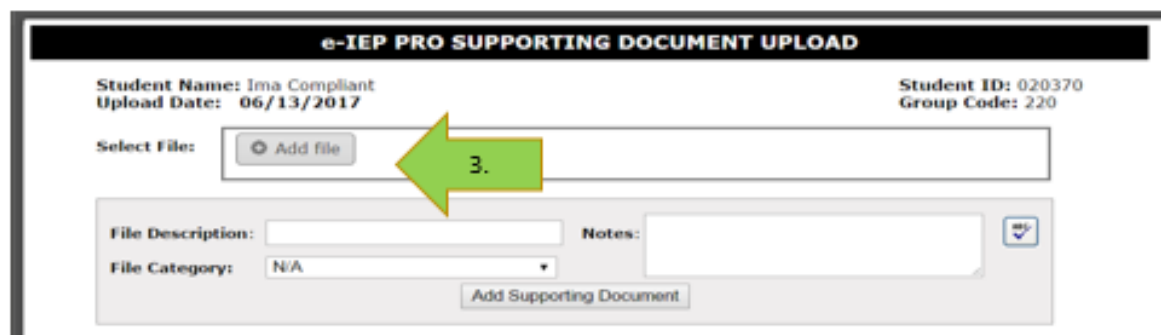 e-IEP PRO SUPPORTING DOCUMENT UPLOAD
Student Name: Ima Compliant
Student ID: 020370
Upload Date: 06/13/2017
Group Code: 220
Select File:
Add file
3.
File Description:
Notes:
ABC
File Category:
N/A
Add Supporting Document